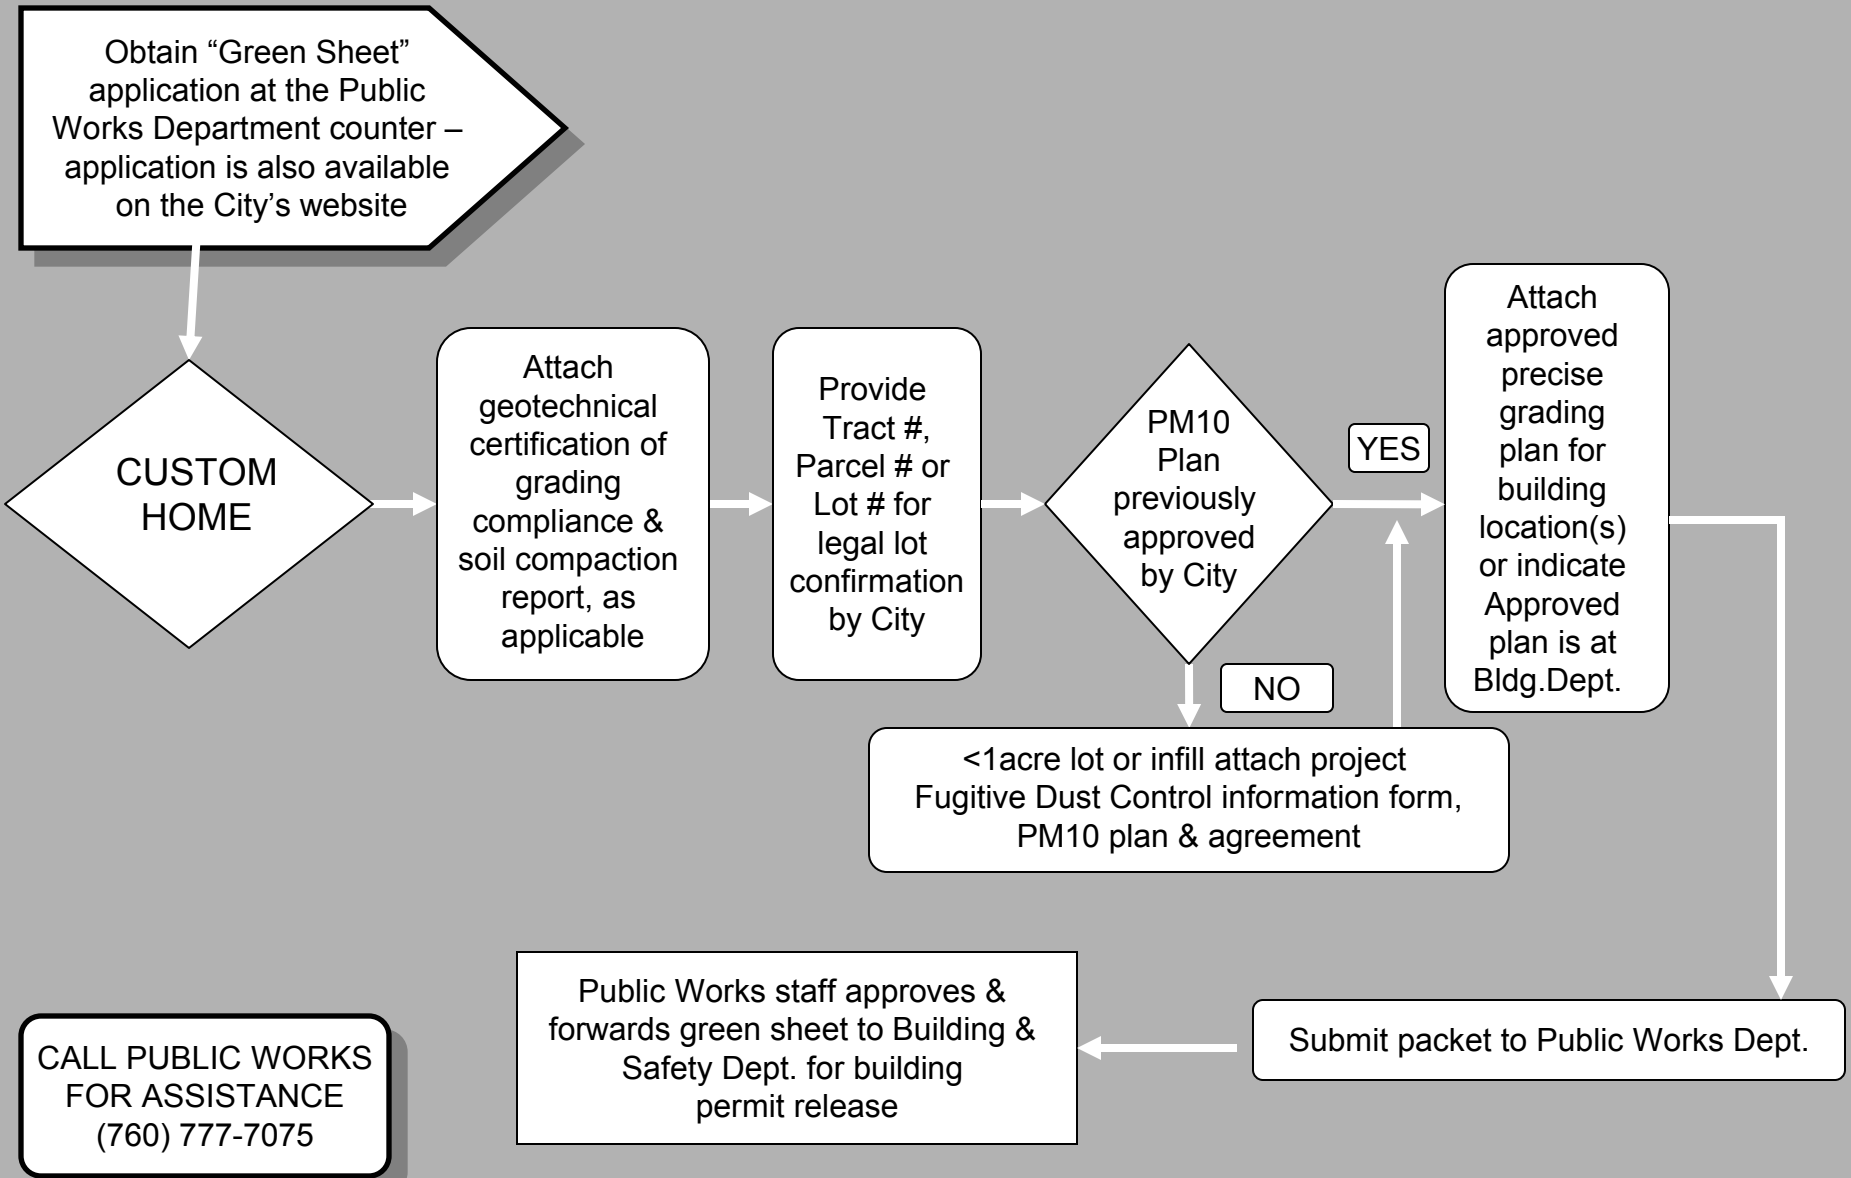 Obtain “Green Sheet”
application at the Public
Works Department counter –
application is also available
on the City’s website
CUSTOM
HOME
Attach
geotechnical
certification of
grading
compliance &
soil compaction
report, as
applicable
Provide
Tract #,
Parcel # or
Lot # for
legal lot
confirmation
by City
PM10
Plan
previously
approved
by City
YES
NO
<1acre lot or infill attach project
Fugitive Dust Control information form,
PM10 plan & agreement
Attach
approved
precise
grading
plan for
building
location(s)
or indicate
Approved
plan is at
Bldg.Dept.
Submit packet to Public Works Dept.
Public Works staff approves &
forwards green sheet to Building &
Safety Dept. for building
permit release
CALL PUBLIC WORKS
FOR ASSISTANCE
(760) 777-7075